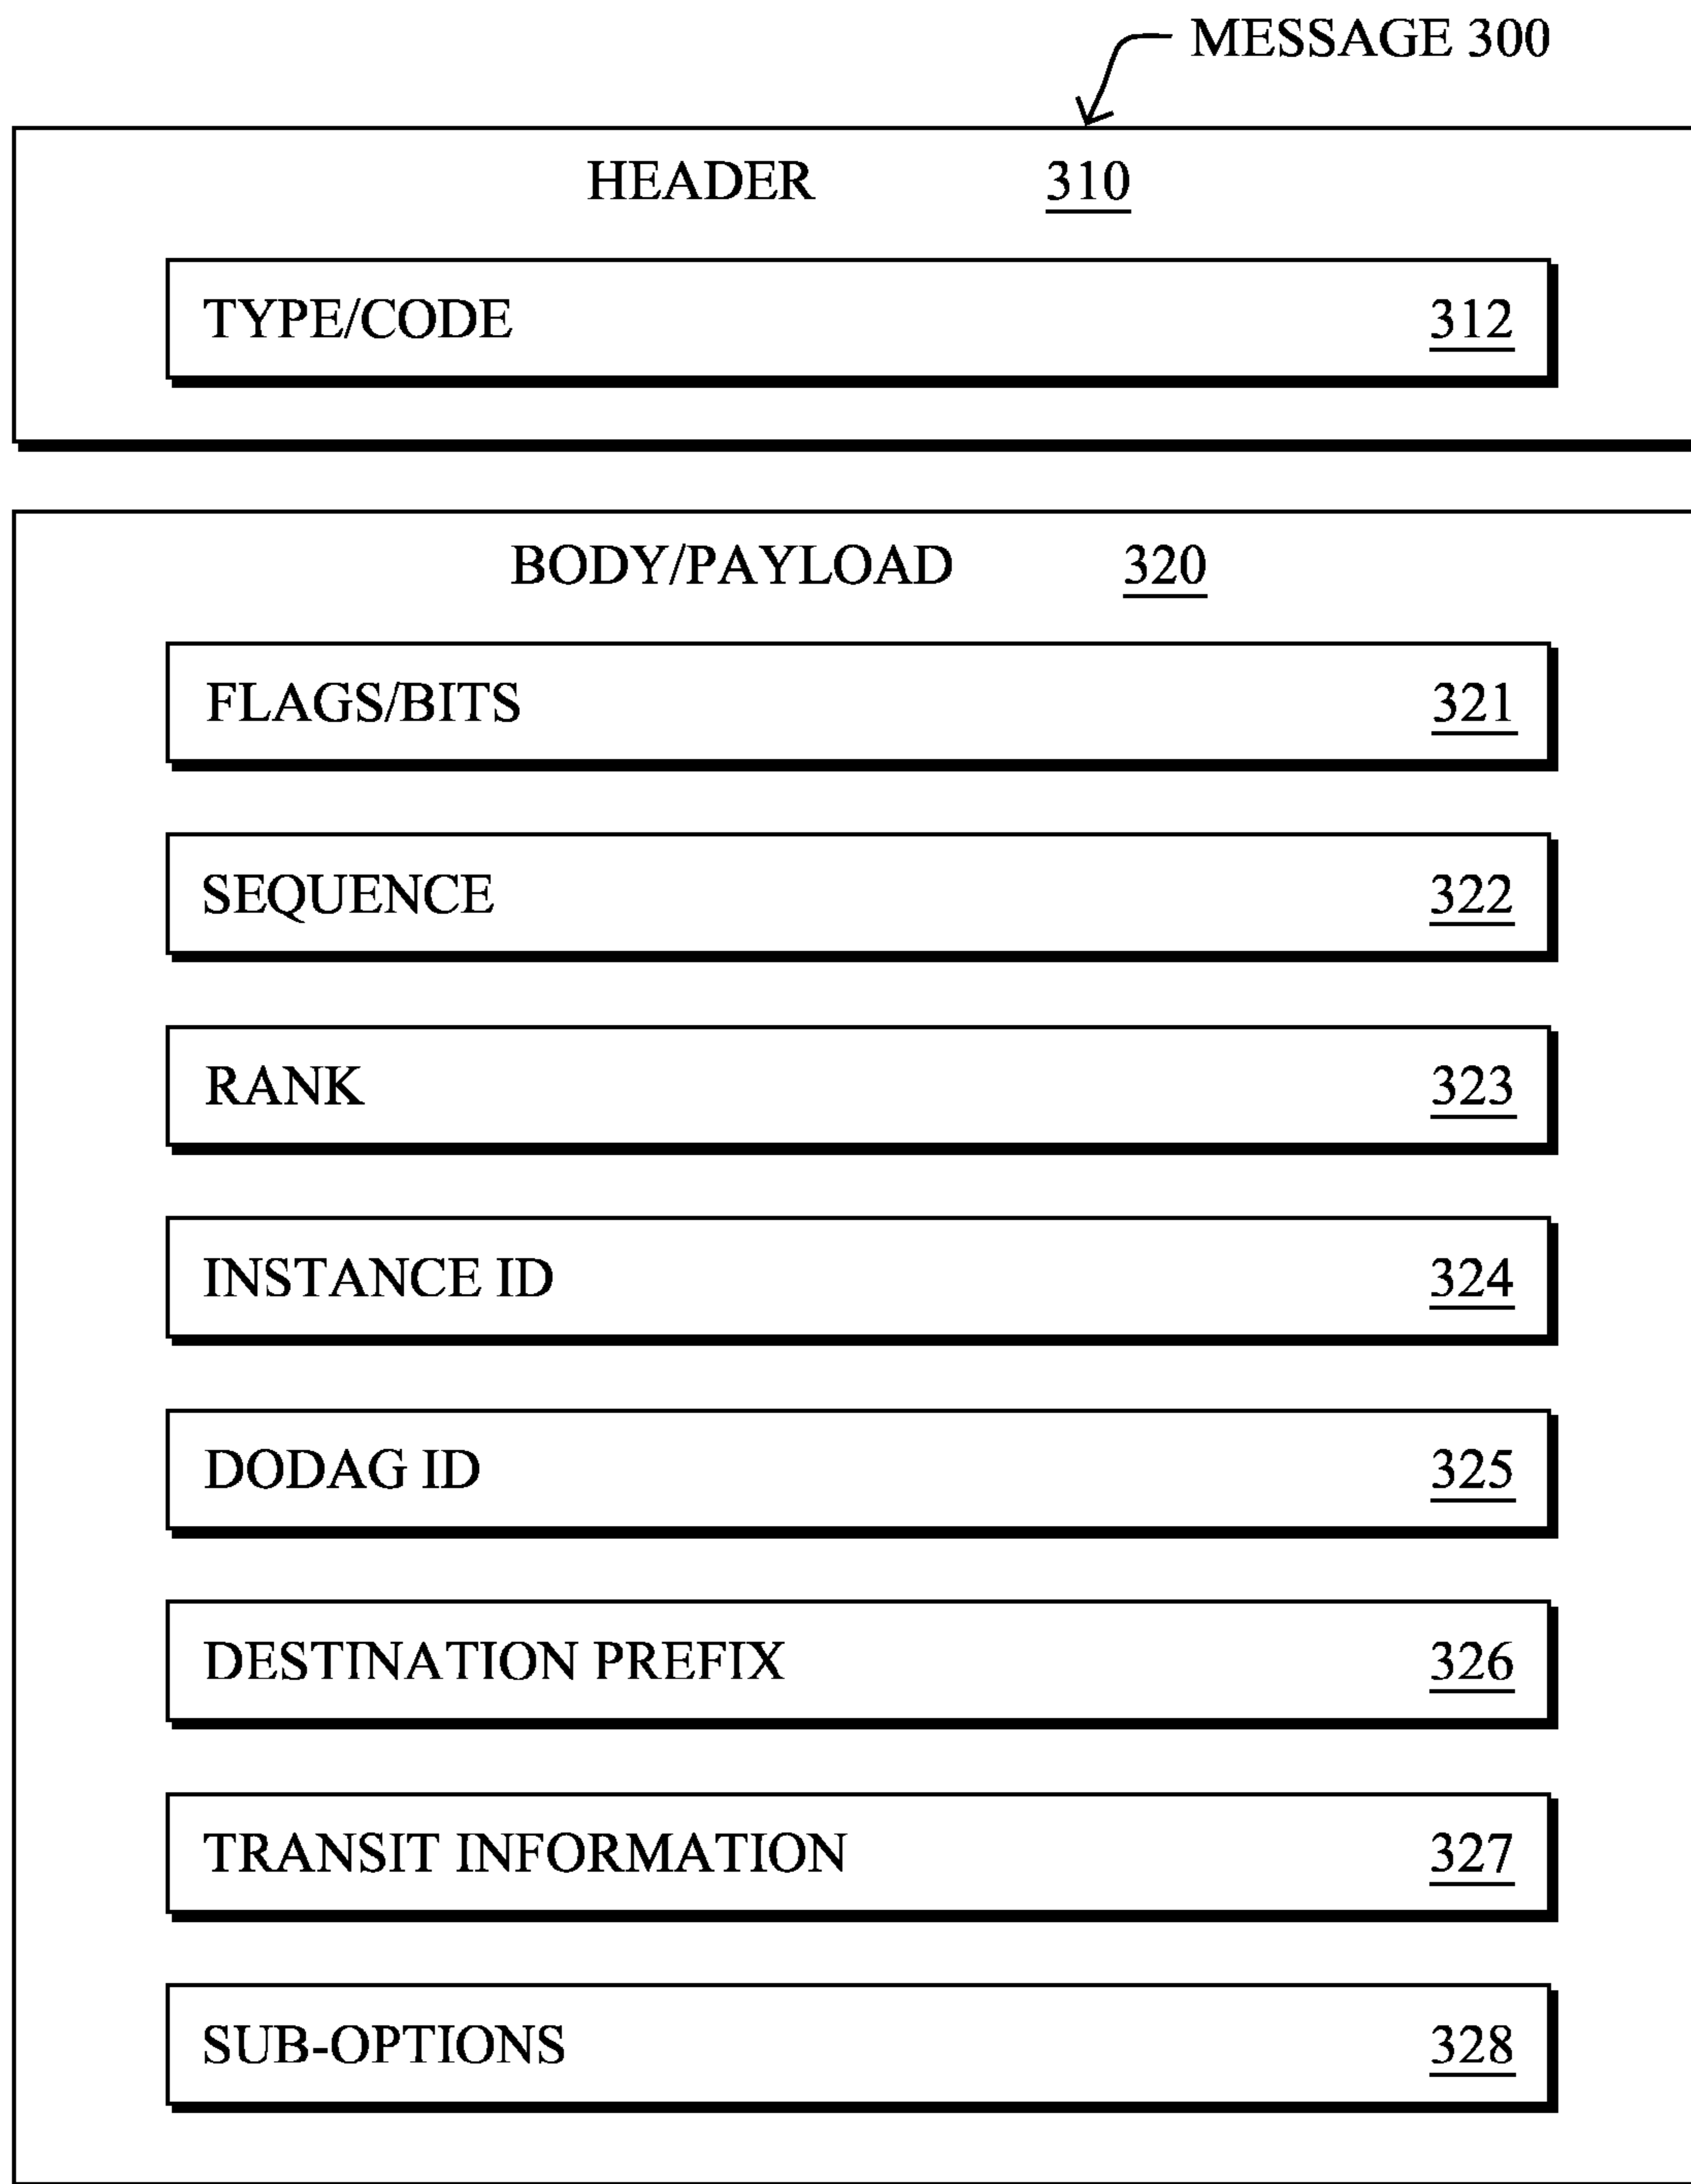 MESSAGE 300
HEADER 310
TYPE/CODE 312
BODY/PAYLOAD 320
FLAGS/BITS 321
SEQUENCE 322
RANK 323
INSTANCE ID 324
DODAG ID 325
DESTINATION PREFIX 326
TRANSIT INFORMATION 327
SUB-OPTIONS 328